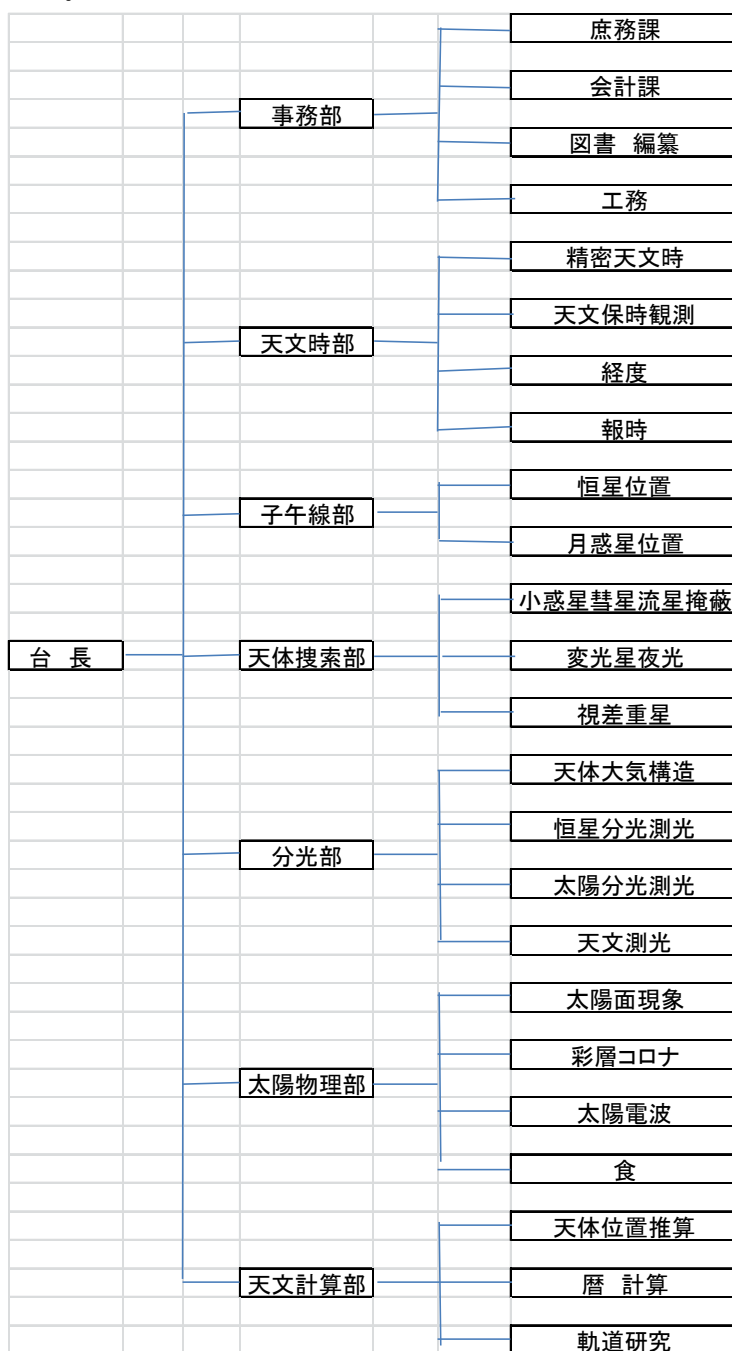 庶務課
会計課
事務部
図書 編纂
工務
精密天文時
天文保時観測
天文時部
経度
報時
恒星位置
子午線部
月惑星位置
小惑星彗星流星掩蔽
台 長
天体捜索部
変光星夜光
視差重星
天体大気構造
恒星分光測光
分光部
太陽分光測光
天文測光
太陽面現象
彩層コロナ
太陽物理部
太陽電波
食
天体位置推算
天文計算部
暦 計算
軌道研究